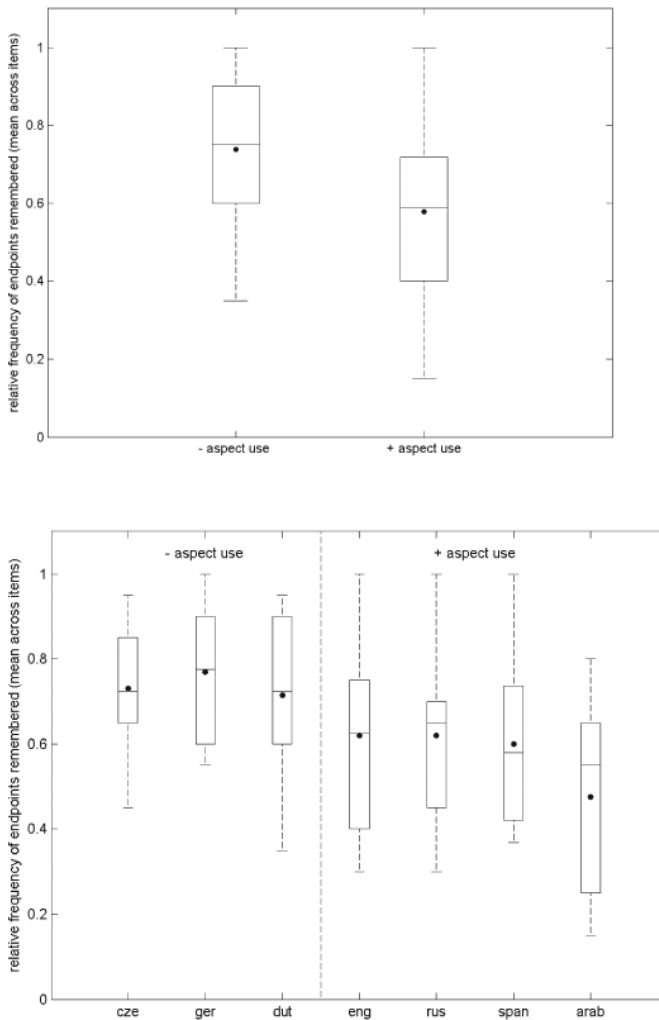 relative frequency of endpoints remembered (mean across items)
1
0.8
0.6
0.4
0.2
0
- aspect use
+ aspect use
relative frequency of endpoints remembered (mean across items)
- aspect use
+ aspect use
1
0.8
0.6
0.4
0.2
0
cze
ger
dut
eng
rus
span
arab